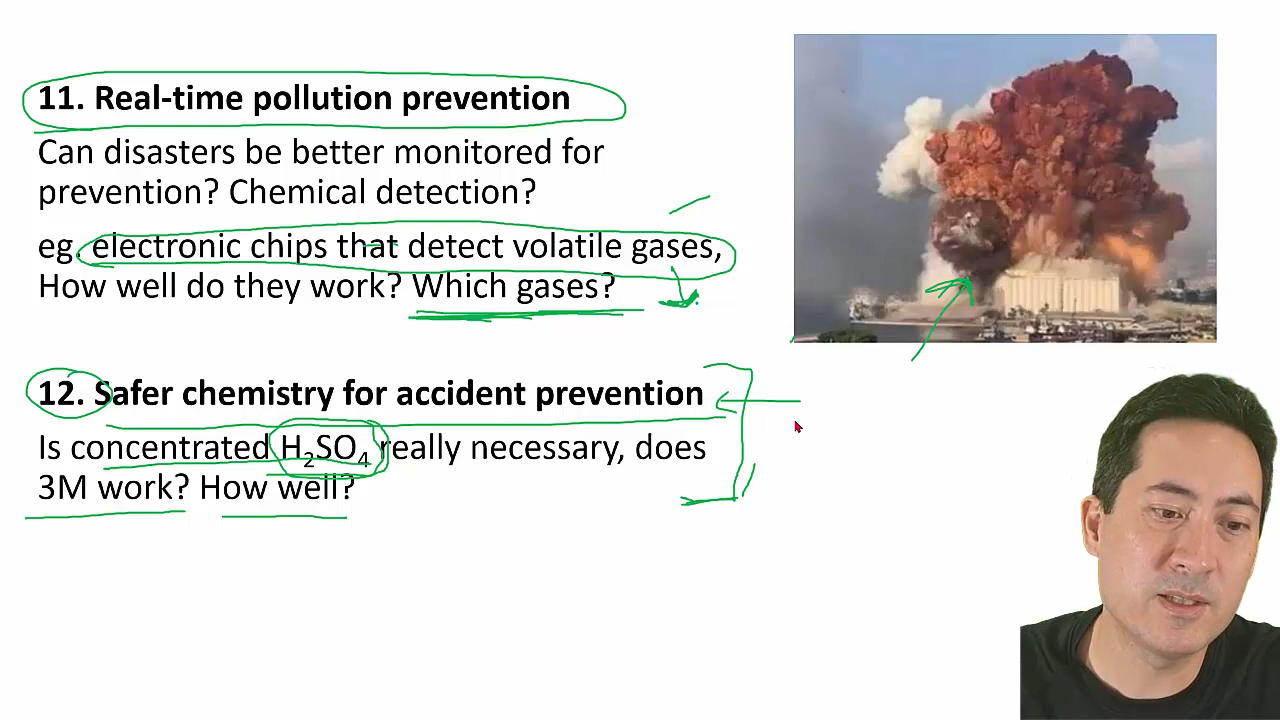 11. Real-time pollution prevention
Can disasters be better monitored for
prevention? Chemical detection?
eg. electronic chips that detect volatile gases,
How well do they work? Which gases?
12. Safer chemistry for accident prevention
Is concentrated H₂SO₄ really necessary, does
3M work? How well?